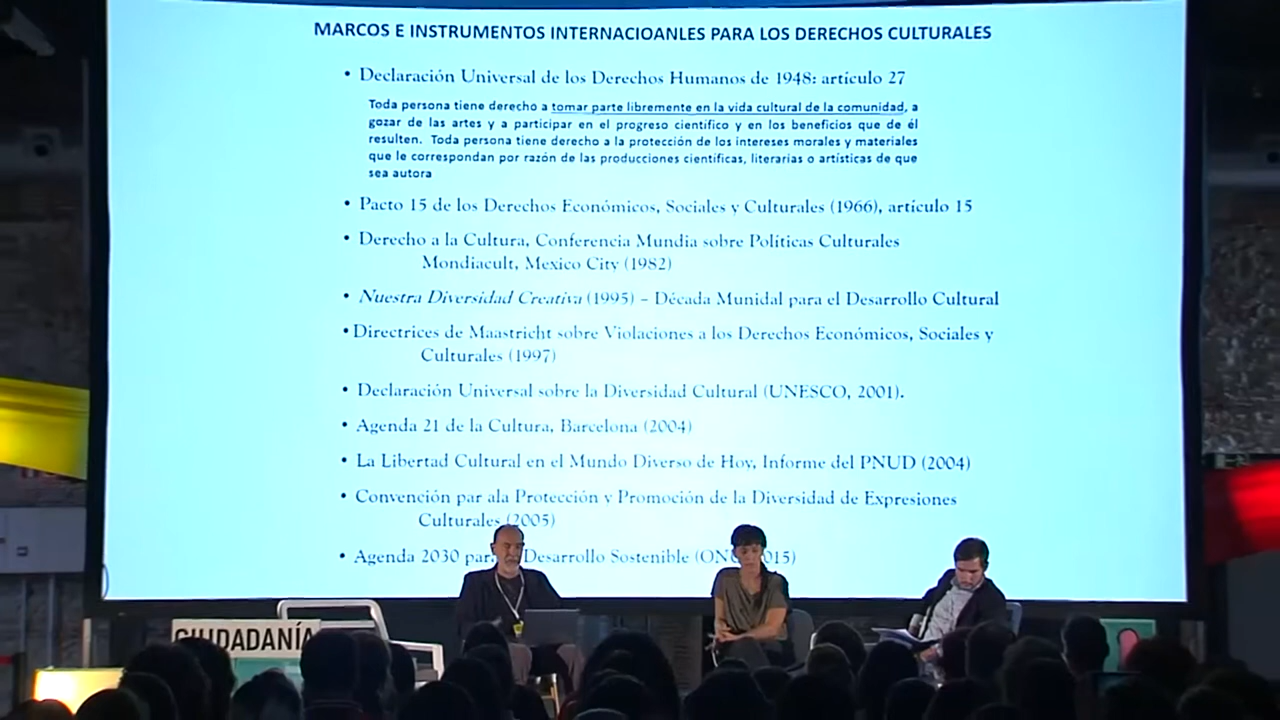 MARCOS E INSTRUMENTOS INTERNACIOANLES PARA LOS DERECHOS CULTURALES
• Declaración Universal de los Derechos Humanos de 1948: artículo 27
Toda persona tiene derecho a tomar parte libremente en la vida cultural de la comunidad, a
gozar de las artes y a participar en el progreso científico y en los beneficios que de él
resulten. Toda persona tiene derecho a la protección de los intereses morales y materiales
que le correspondan por razón de las producciones científicas, literarias o artísticas de que
sea autora
• Pacto 15 de los Derechos Económicos, Sociales y Culturales (1966), artículo 15
• Derecho a la Cultura, Conferencia Mundia sobre Políticas Culturales
Mondiacult, Mexico City (1982)
• Nuestra Diversidad Creativa (1995) – Década Munidal para el Desarrollo Cultural
• Directrices de Maastricht sobre Violaciones a los Derechos Económicos, Sociales y
Culturales (1997)
• Declaración Universal sobre la Diversidad Cultural (UNESCO, 2001).
• Agenda 21 de la Cultura, Barcelona (2004)
• La Libertad Cultural en el Mundo Diverso de Hoy, Informe del PNUD (2004)
• Convención par ala Protección y Promoción de la Diversidad de Expresiones
Culturales (2005)
• Agenda 2030 para Desarrollo Sostenible
CIUDADANÍA